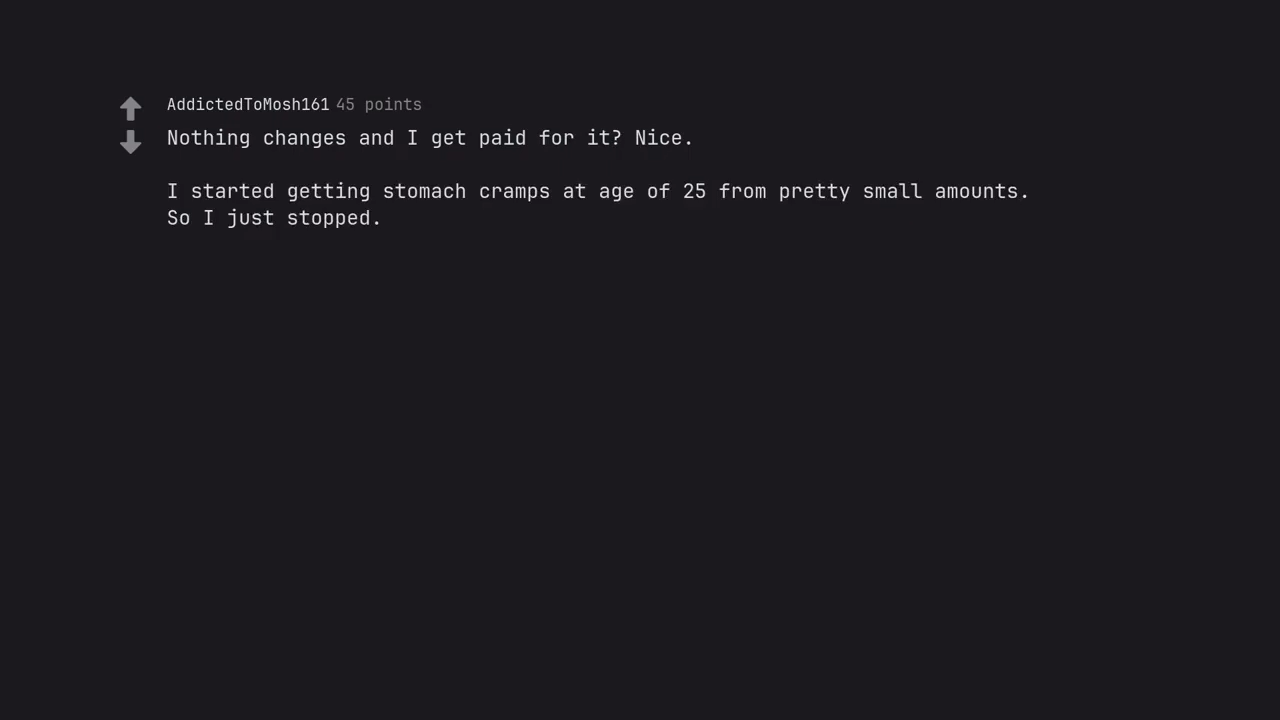 AddictedToMosh161 45 points
Nothing changes and I get paid for it? Nice.
I started getting stomach cramps at age of 25 from pretty small amounts.
So I just stopped.